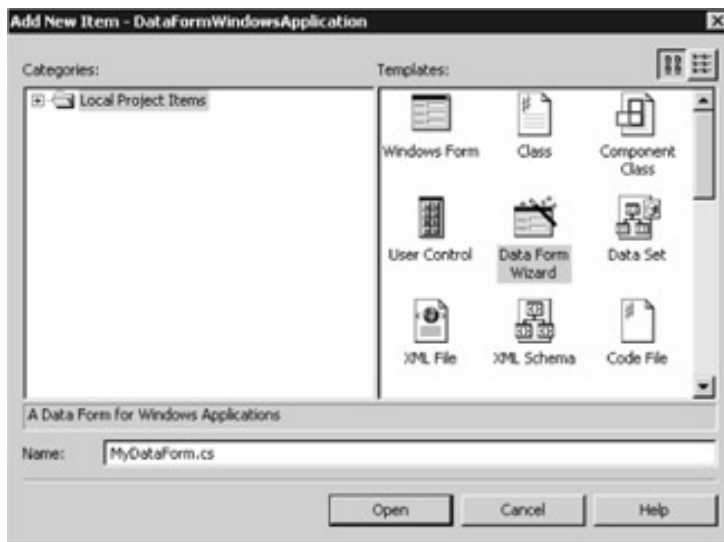 Add New Item - DataFormWindowsApplication
Categories:
Templates:
Local Project Items
Windows Form
Class
Component Class
User Control
Data Form Wizard
Data Set
XML File
XML Schema
Code File
A Data Form for Windows Applications
Name:
MyDataForm.cs
Open
Cancel
Help